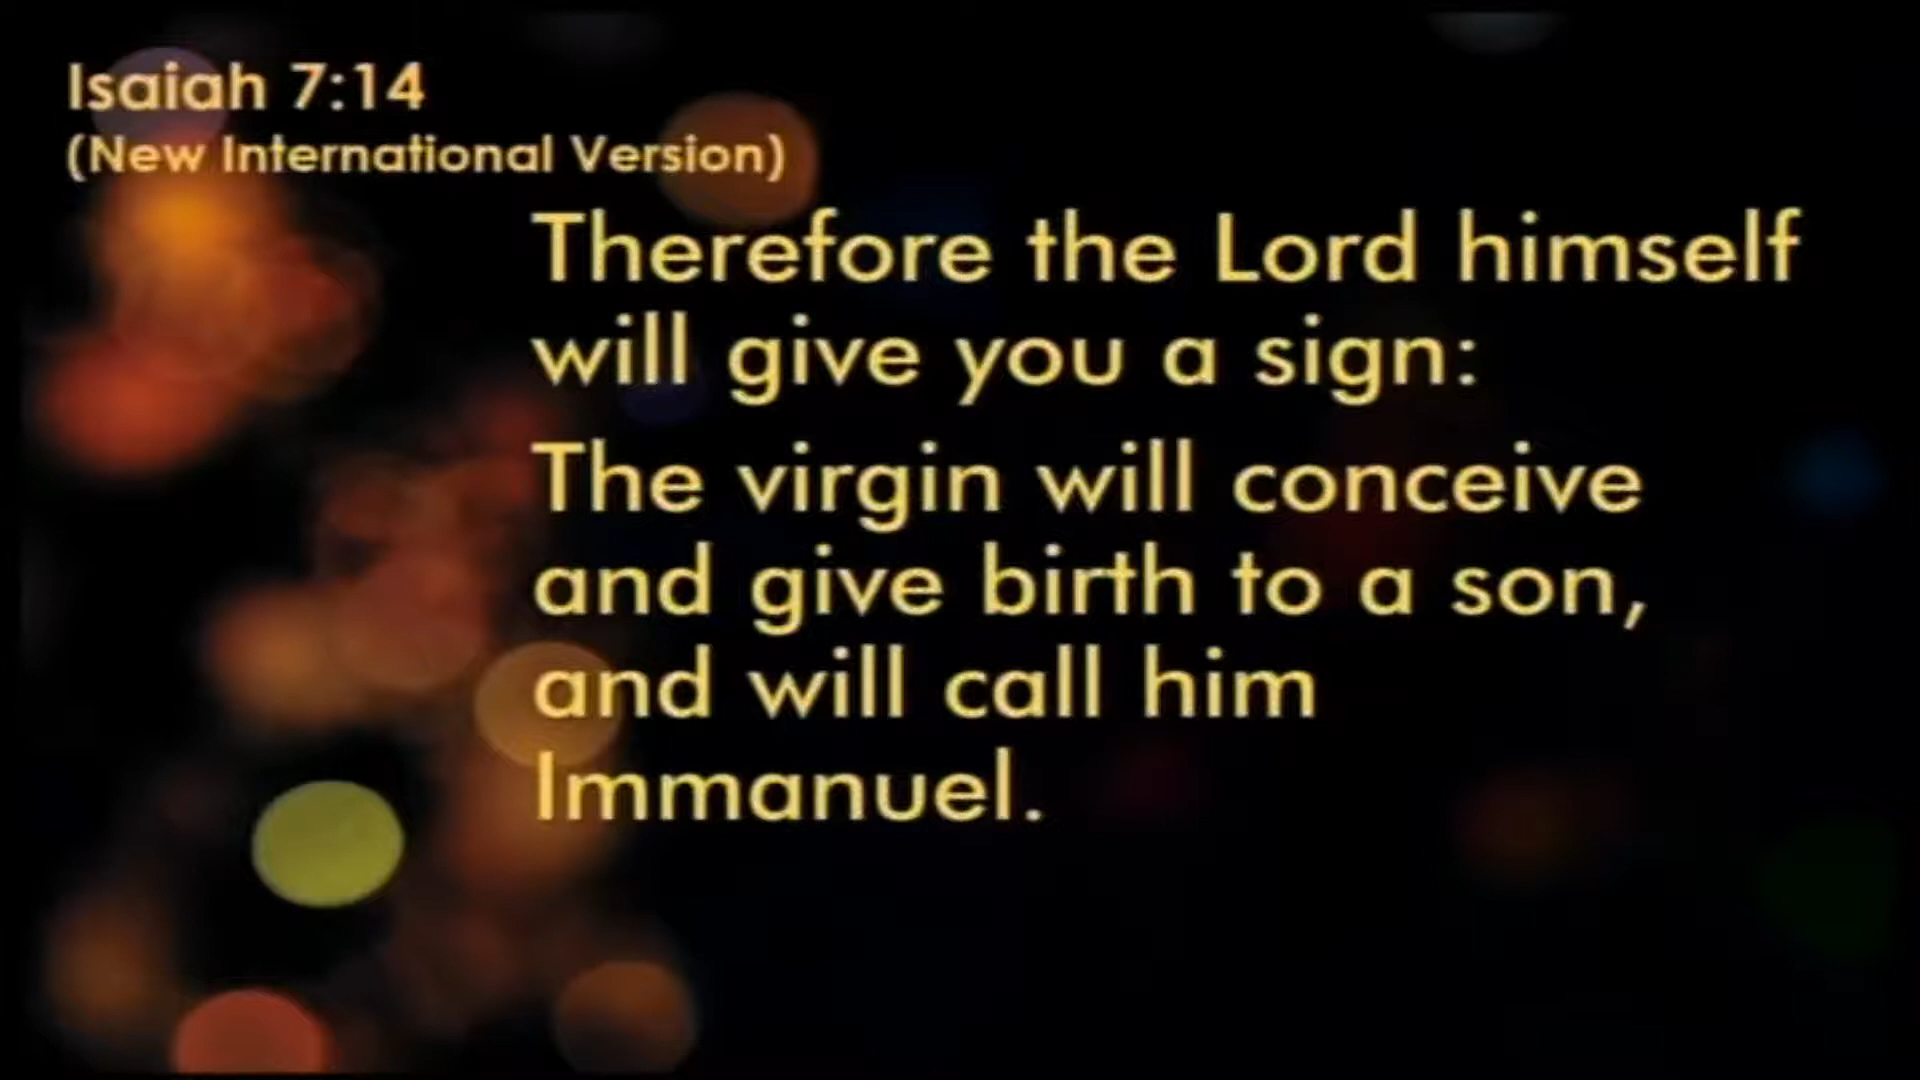 Isaiah 7:14
(New International Version)
Therefore the Lord himself
will give you a sign:
The virgin will conceive
and give birth to a son,
and will call him
Immanuel.